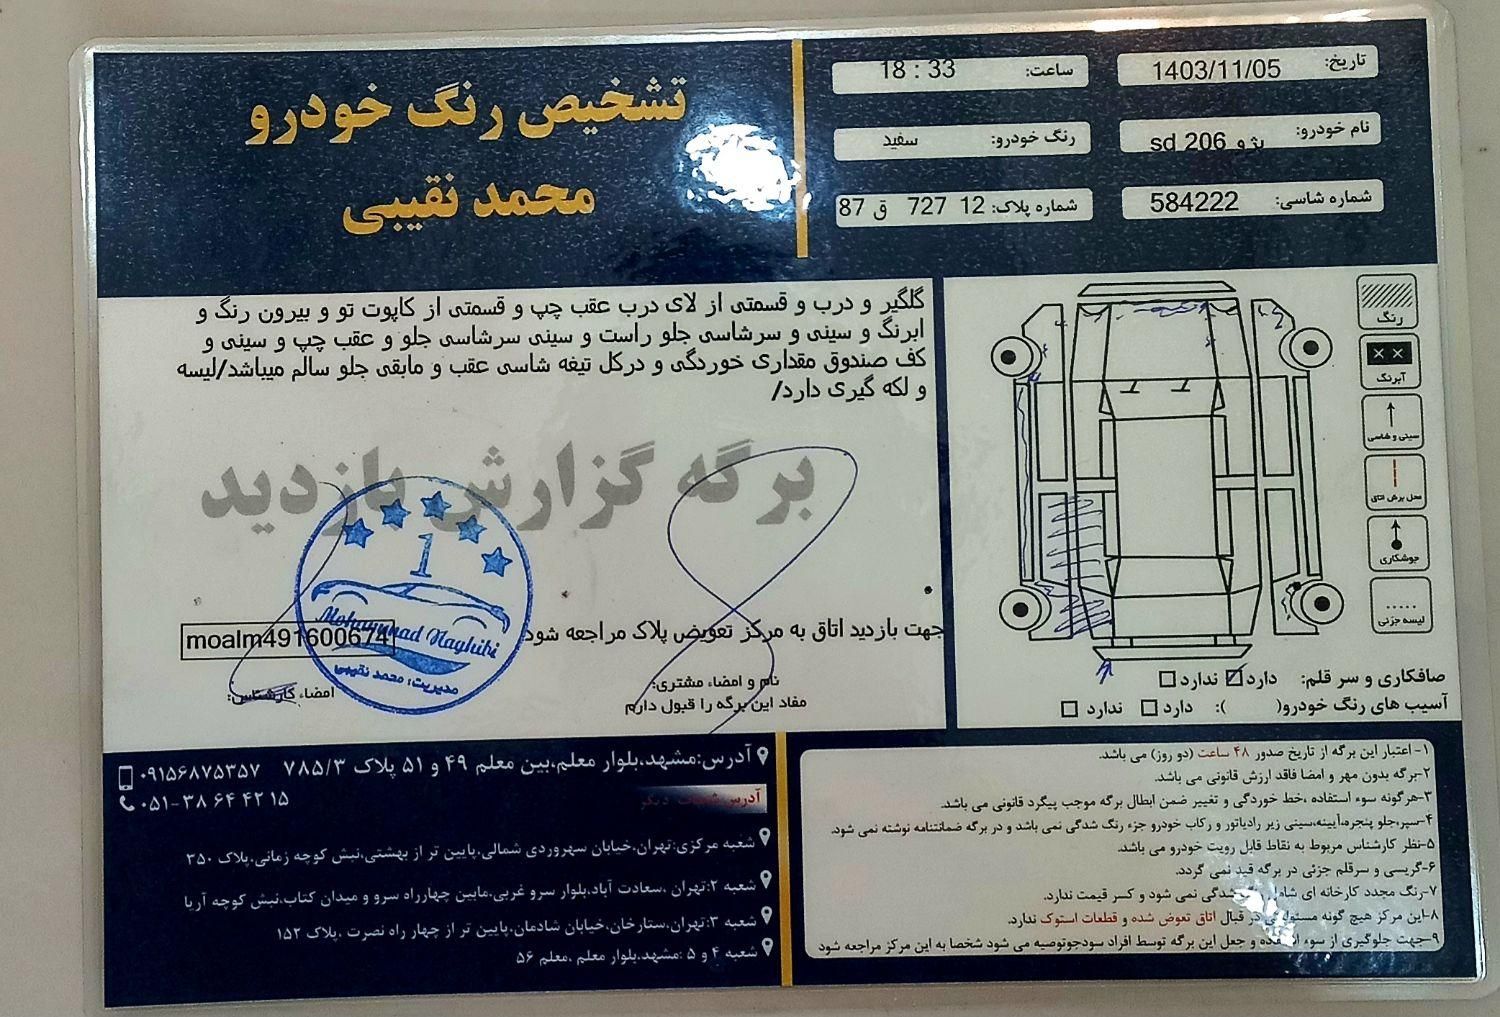 تشخیص رنگ خودرو
محمد نقیبی
تاریخ: 1403/11/05
ساعت: 18 : 33
نام خودرو: پژو 206 sd
رنگ خودرو: سفید
شماره شاسی: 584222
شماره پلاک: 12 727 ق 87
گلگیر و درب و قسمتی از لای درب عقب چپ و قسمتی از کاپوت تو و بیرون رنگ و
ابرنگ و سینی و سرشاسی جلو راست و سینی سرشاسی جلو و عقب چپ و سینی و
کف صندوق مقداری خوردگی و درکل تیغه شاسی عقب و مابقی جلو سالم میباشد/لیسه
و لکه گیری دارد/
برگه گزارش بازدید
1
Mohammad Naghibi
مدیریت: محمد نقیبی
جهت بازدید اتاق به مرکز تعویض پلاک مراجعه شود
moalm491600674
امضاء کارشناس:
نام و امضاء مشتری:
مفاد این برگه را قبول دارم
رنگ
آبرنگ
سینی و شاسی
محل برش اتاق
جوشکاری
لیسه جزئی
صافکاری و سر قلم: دارد ندارد
آسیب های رنگ خودرو( ): دارد ندارد
آدرس:مشهد،بلوار معلم،بین معلم ۴۹ و ۵۱ پلاک ۷۸۵/۳
۰۹۱۵۶۸۷۵۳۵۷
۰۵۱-۳۸ ۶۴ ۴۲ ۱۵
آدرس شعبات دیگر
شعبه مرکزی:تهران،خیابان سهروردی شمالی،پایین تر از بهشتی،نبش کوچه زمانی،پلاک ۳۵۰
شعبه ۲:تهران ،سعادت آباد،بلوار سرو غربی،مابین چهارراه سرو و میدان کتاب،نبش کوچه آریا
شعبه ۳:تهران،ستارخان،خیابان شادمان،پایین تر از چهار راه نصرت ،پلاک ۱۵۲
شعبه ۴ و ۵ :مشهد،بلوار معلم ،معلم ۵۶
۱- اعتبار این برگه از تاریخ صدور ۴۸ ساعت (دو روز) می باشد.
۲-برگه بدون مهر و امضا فاقد ارزش قانونی می باشد.
۳-هرگونه سوء استفاده ،خط خوردگی و تغییر ضمن ابطال برگه موجب پیگرد قانونی می باشد.
۴-سپر،جلو پنجره،آیینه،سینی زیر رادیاتور و رکاب خودرو جزء رنگ شدگی نمی باشد و در برگه ضمانتنامه نوشته نمی شود.
۵-نظر کارشناس مربوط به نقاط قابل رویت خودرو می باشد.
۶-گریسی و سرقلم جزئی در برگه قید نمی گردد.
۷-رنگ مجدد کارخانه ای شامل شدگی نمی شود و کسر قیمت ندارد.
۸-این مرکز هیچ گونه مسئولیتی در قبال اتاق تعوض شده و قطعات استوک ندارد.
۹-جهت جلوگیری از سوء استفاده و جعل این برگه توسط افراد سودجوتوصیه می شود شخصا به این مرکز مراجعه شود